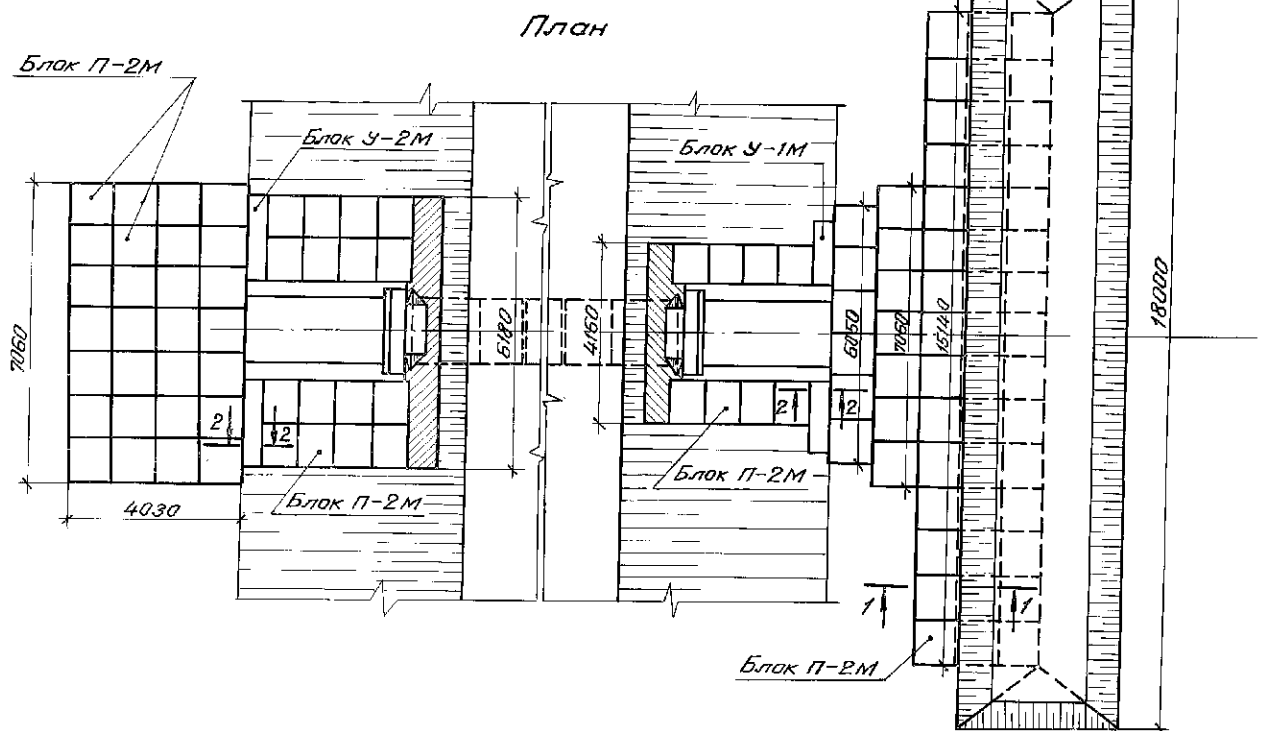 План
Блок П-2М
Блок У-2М
Блок У-1М
7060
6180
4160
6050
7060
15140
18000
2
2
2
2
Блок П-2М
Блок П-2М
4030
1
1
Блок П-2М